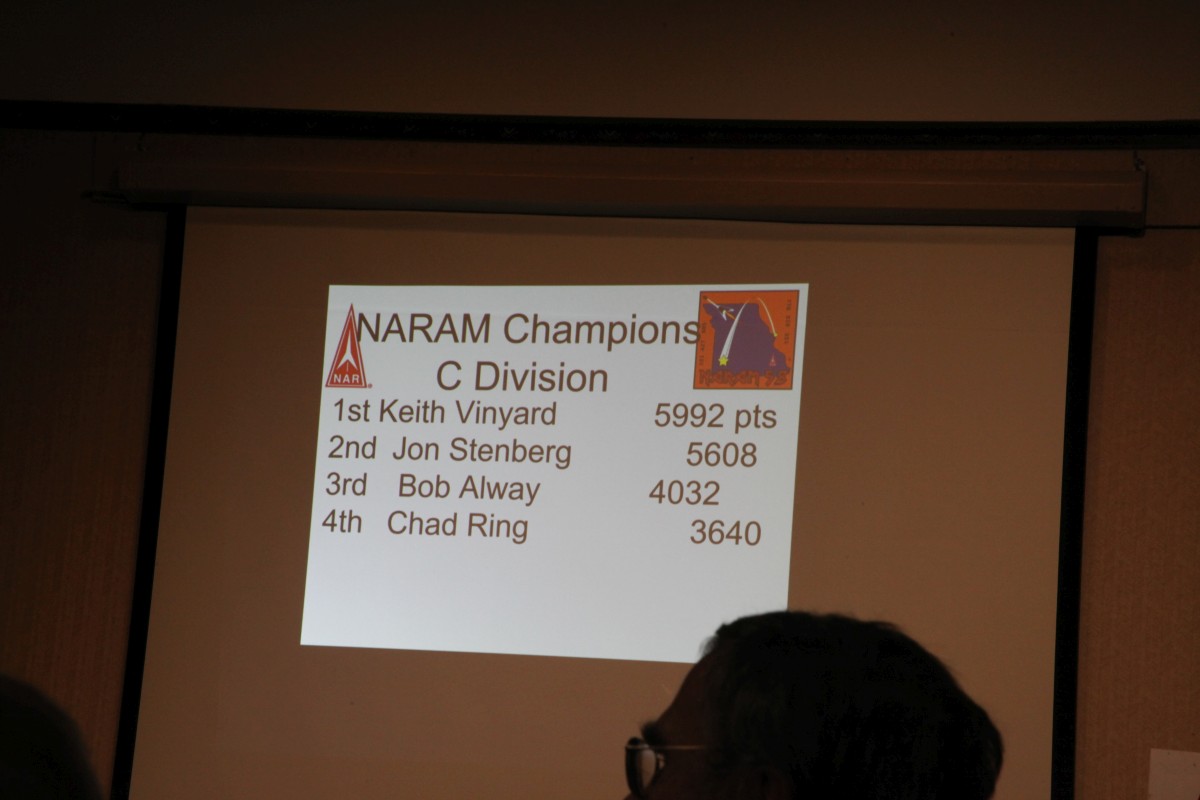 NARAM Champions
C Division
NAR
1st Keith Vinyard 5992 pts
2nd Jon Stenberg 5608
3rd Bob Alway 4032
4th Chad Ring 3640